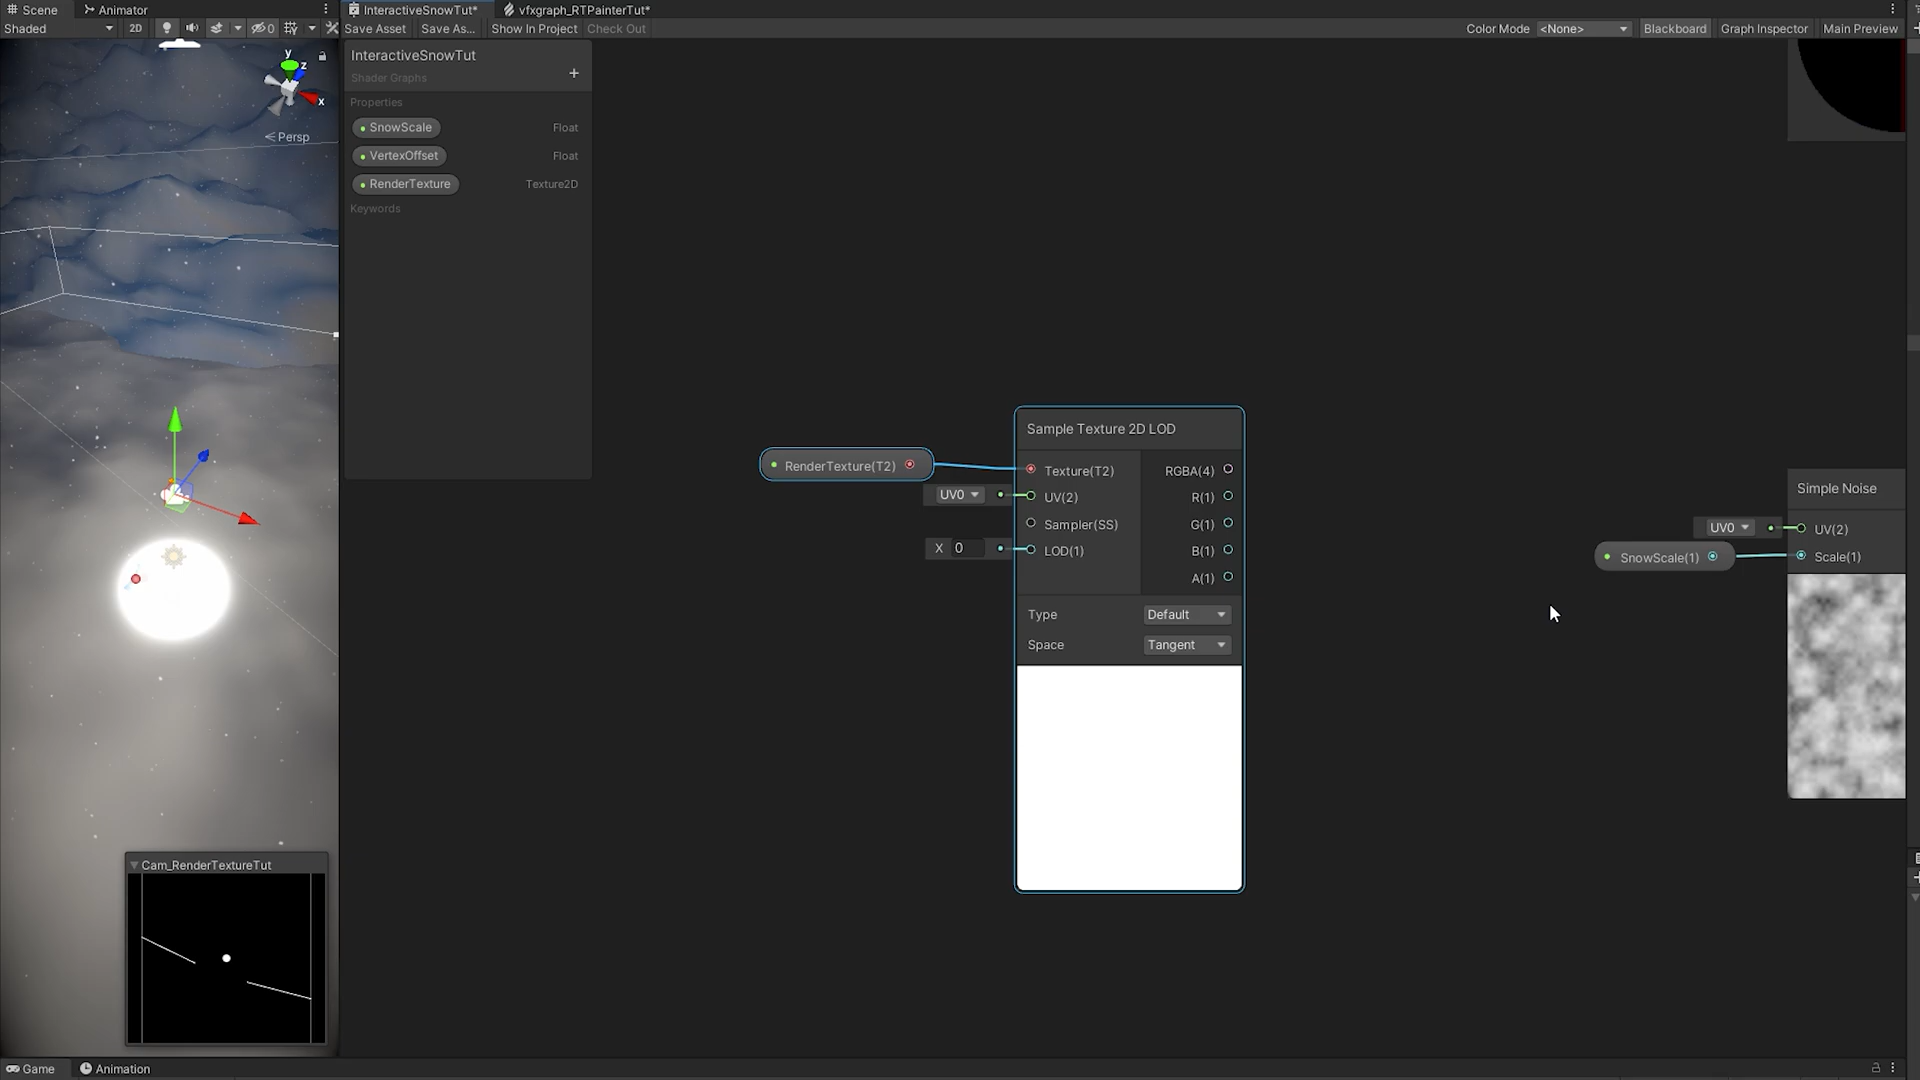 Scene
Animator
InteractiveSnowTut*
vfxgraph_RTPainterTut*
Shaded
2D
0
Save Asset
Save As...
Show In Project
Check Out
Color Mode
<None>
Blackboard
Graph Inspector
Main Preview
y
z
x
Persp
InteractiveSnowTut
Shader Graphs
+
Properties
SnowScale
Float
VertexOffset
Float
RenderTexture
Texture2D
Keywords
RenderTexture(T2)
Sample Texture 2D LOD
Texture(T2)
RGBA(4)
UV0
UV(2)
R(1)
Sampler(SS)
G(1)
X 0
LOD(1)
B(1)
A(1)
Type
Default
Space
Tangent
Simple Noise
UV0
UV(2)
SnowScale(1)
Scale(1)
Cam_RenderTextureTut
Game
Animation